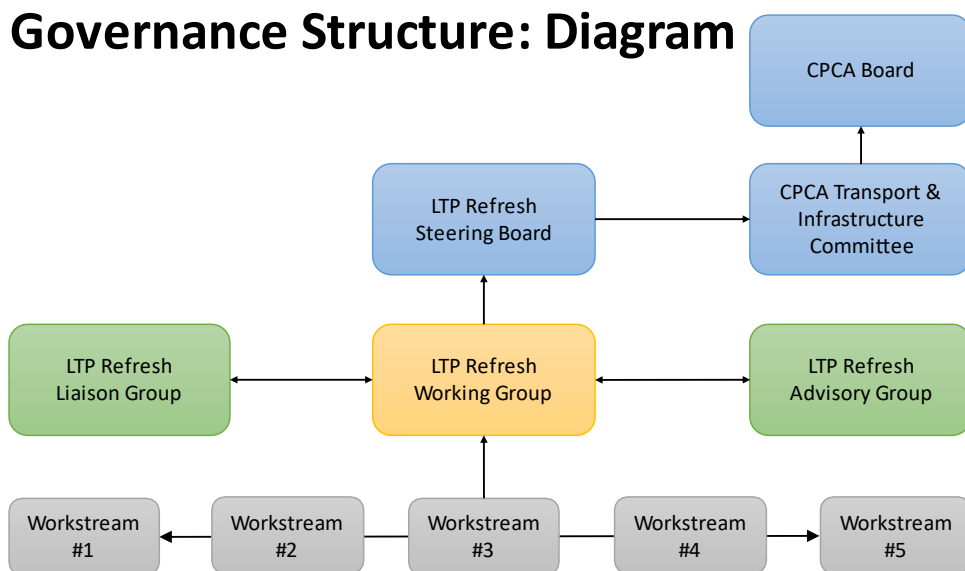 Governance Structure: Diagram
CPCA Board
LTP Refresh
Steering Board
CPCA Transport &
Infrastructure
Committee
LTP Refresh
Liaison Group
LTP Refresh
Working Group
LTP Refresh
Advisory Group
Workstream
#1
Workstream
#2
Workstream
#3
Workstream
#4
Workstream
#5